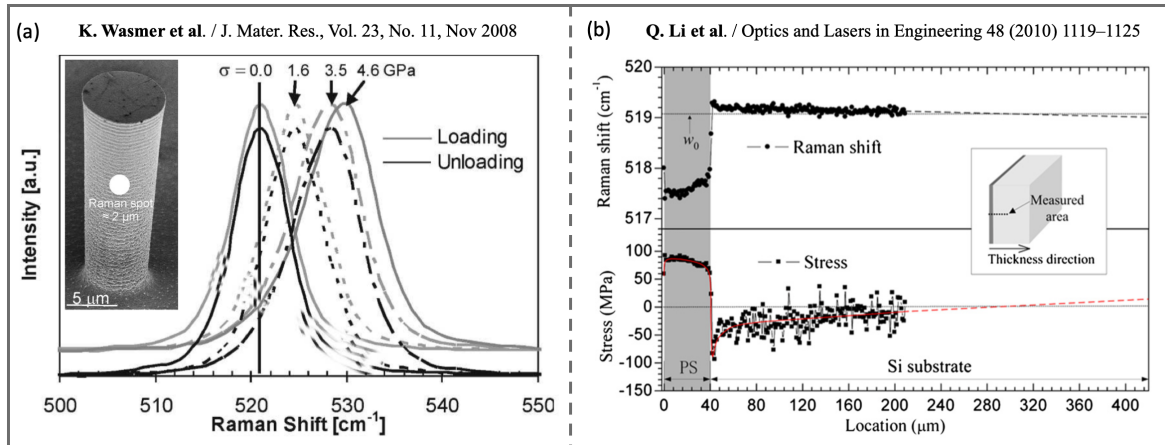 (a)
K. Wasmer et al. / J. Mater. Res., Vol. 23, No. 11, Nov 2008
σ = 0.0 1.6 3.5 4.6 GPa
Loading
Unloading
Raman spot
≈ 2 μm
5 μm
Intensity [a.u.]
500 510 520 530 540 550
Raman Shift [cm⁻¹]
(b)
Q. Li et al. / Optics and Lasers in Engineering 48 (2010) 1119–1125
Raman shift (cm⁻¹)
520
519
518
517
w₀
Raman shift
Measured
area
Thickness direction
Stress (MPa)
100
50
0
-50
-100
-150
Stress
PS
Si substrate
0 40 80 120 160 200 240 280 320 360 400
Location (μm)